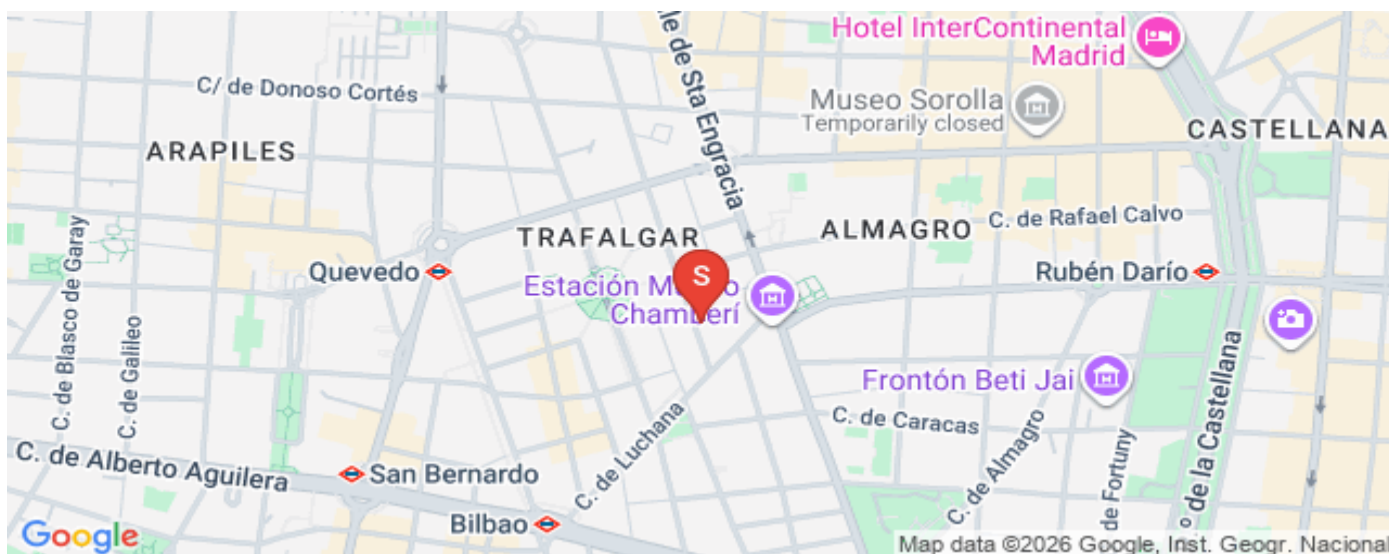 Hotel InterContinental
Madrid
le de Sta Engracia
C/ de Donoso Cortés
Museo Sorolla
Temporarily closed
CASTELLANA
ARAPILES
C. de Rafael Calvo
ALMAGRO
TRAFALGAR
C. de Blasco de Garay
Quevedo
S
Rubén Darío
Estación M o
Chamberí
C. de Galileo
º de la Castellana
Frontón Beti Jai
C. de Caracas
C. de Luchana
C. de Almagro
de Fortuny
C. de Alberto Aguilera
San Bernardo
Bilbao
Google
Map data ©2026 Google, Inst. Geogr. Nacional